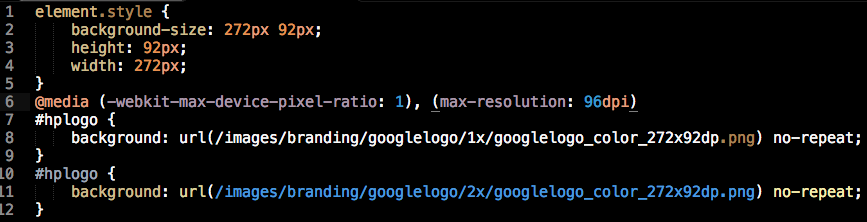 1 element.style {
2 background-size: 272px 92px;
3 height: 92px;
4 width: 272px;
5 }
6 @media (-webkit-max-device-pixel-ratio: 1), (max-resolution: 96dpi)
7 #hplogo {
8 background: url(/images/branding/googlelogo/1x/googlelogo_color_272x92dp.png) no-repeat;
9 }
10 #hplogo {
11 background: url(/images/branding/googlelogo/2x/googlelogo_color_272x92dp.png) no-repeat;
12 }